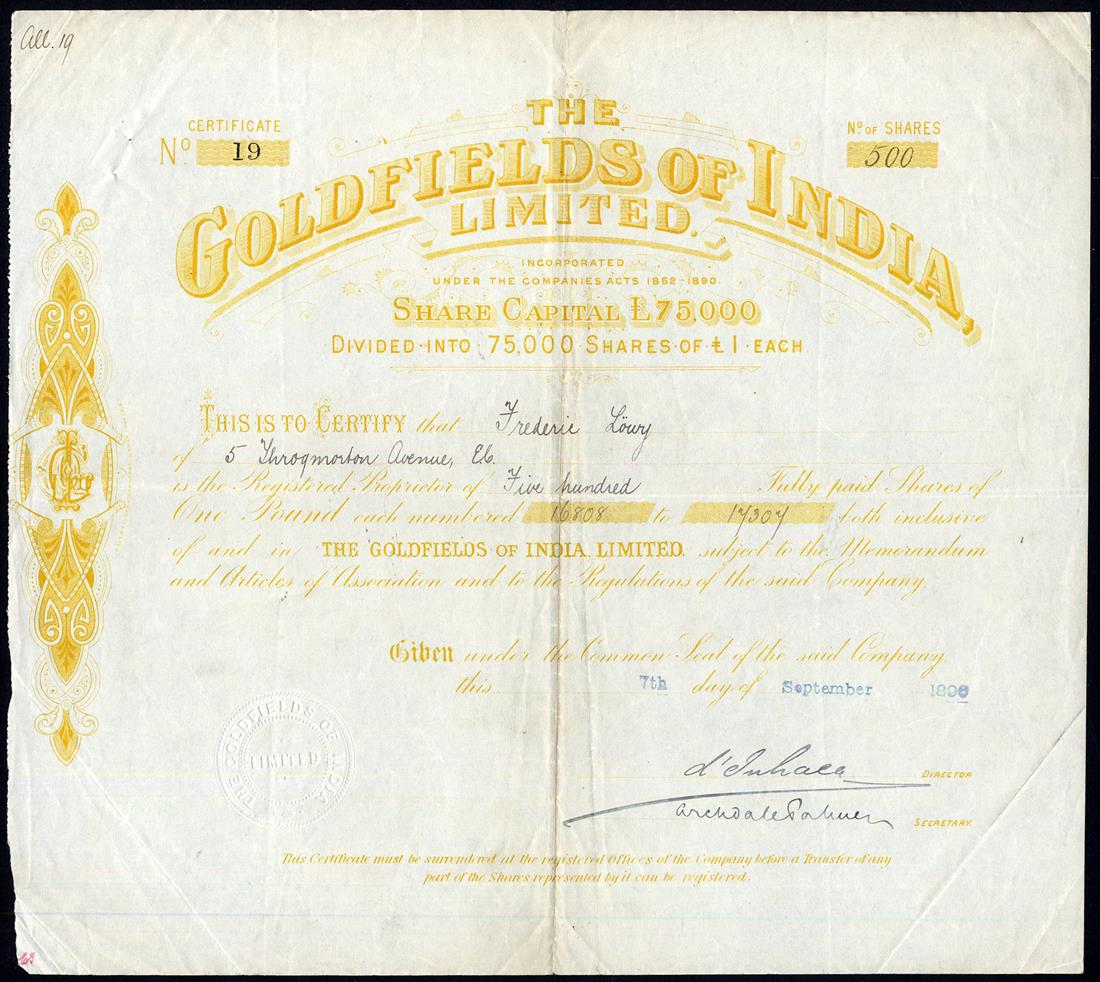 All. 19
CERTIFICATE
Nº 19
Nº OF SHARES
500
THE
GOLDFIELDS OF INDIA,
LIMITED.
INCORPORATED
UNDER THE COMPANIES ACTS 1862-1890.
SHARE CAPITAL £75,000
DIVIDED·INTO·75,000·SHARES·OF·£1·EACH
THIS IS TO CERTIFY that Frederic Löwy
of 5 Throgmorton Avenue, E.C.
is the Registered Proprietor of Five hundred Fully paid Shares of
One Pound each numbered 16808 to 17307 both inclusive
of and in THE GOLDFIELDS OF INDIA, LIMITED. subject to the Memorandum
and Articles of Association and to the Regulations of the said Company.
Given under the Common Seal of the said Company
this 7th day of September 1896
DIRECTOR
Archdale Palmer SECRETARY.
THE GOLDFIELDS OF INDIA
LIMITED
This Certificate must be surrendered at the registered Offices of the Company before a Transfer of any
part of the Shares represented by it can be registered.